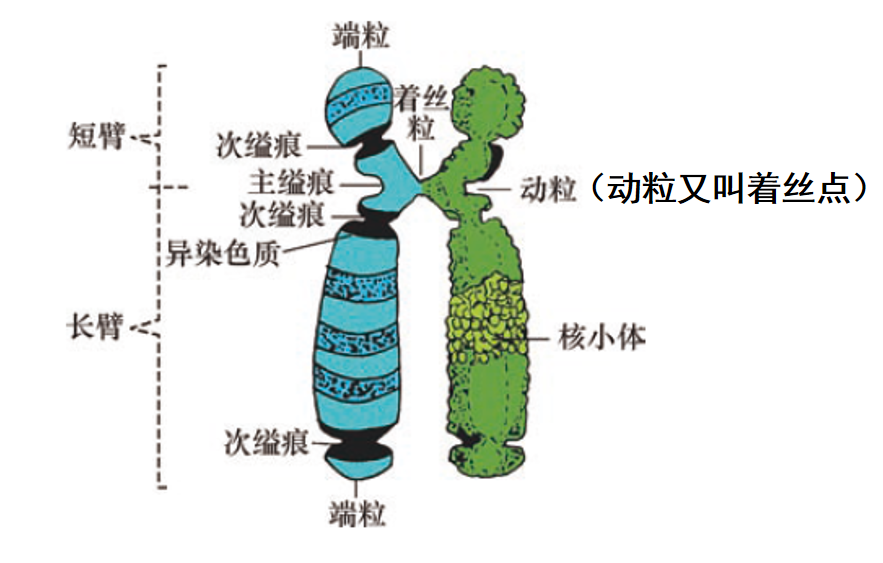 端粒
着丝
粒
短臂
次缢痕
主缢痕
动粒（动粒又叫着丝点）
次缢痕
异染色质
长臂
核小体
次缢痕
端粒